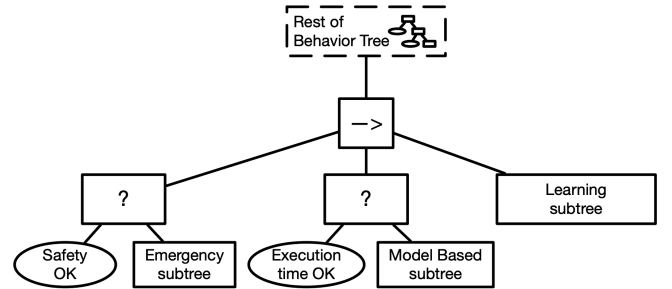 Rest of
Behavior Tree
—>
?
?
Learning
subtree
Safety
OK
Emergency
subtree
Execution
time OK
Model Based
subtree